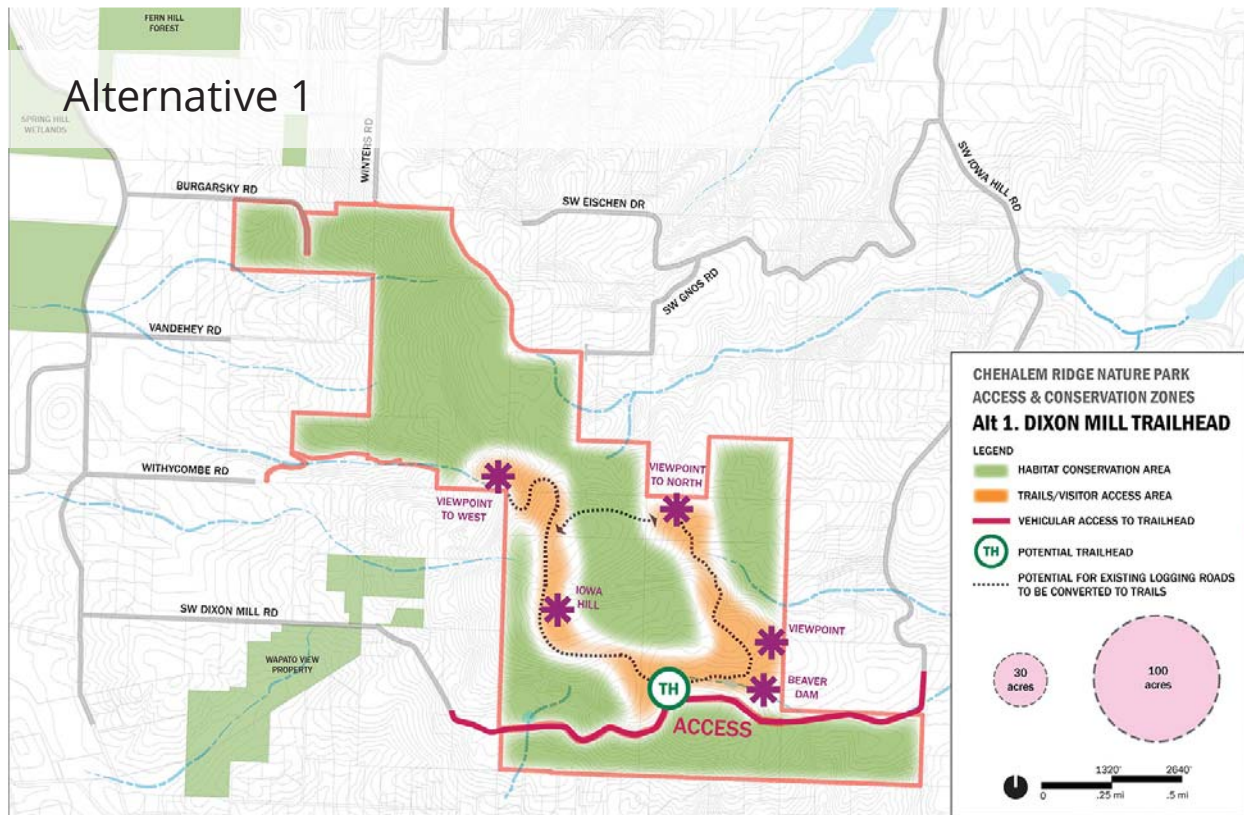 FERN HILL
FOREST
Alternative 1
SPRING HILL
WETLANDS
WINTERS RD
BURGARSKY RD
SW EISCHEN DR
SW IOWA HILL RD
SW GNOS RD
VANDEHEY RD
WITHYCOMBE RD
VIEWPOINT
TO WEST
VIEWPOINT
TO NORTH
IOWA
HILL
SW DIXON MILL RD
WAPATO VIEW
PROPERTY
VIEWPOINT
BEAVER
DAM
TH
ACCESS
CHEHALEM RIDGE NATURE PARK
ACCESS & CONSERVATION ZONES
Alt 1. DIXON MILL TRAILHEAD
LEGEND
HABITAT CONSERVATION AREA
TRAILS/VISITOR ACCESS AREA
VEHICULAR ACCESS TO TRAILHEAD
TH POTENTIAL TRAILHEAD
POTENTIAL FOR EXISTING LOGGING ROADS
TO BE CONVERTED TO TRAILS
30
acres
100
acres
1320' 2640'
0 .25 mi .5 mi